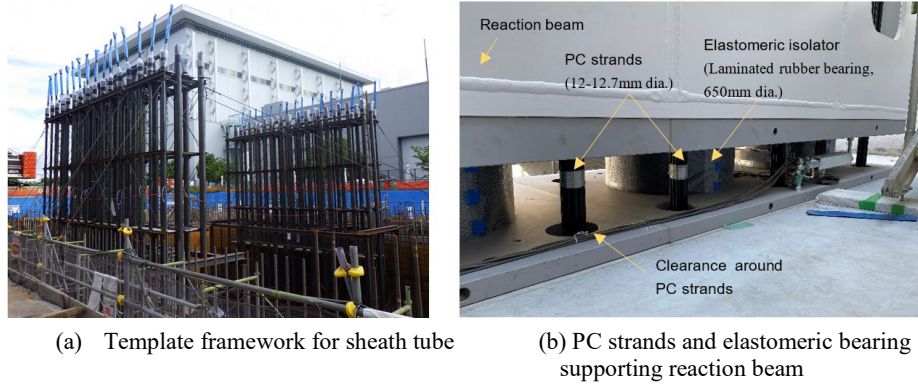 Reaction beam
PC strands
(12-12.7mm dia.)
Elastomeric isolator
(Laminated rubber bearing,
650mm dia.)
Clearance around
PC strands
(a) Template framework for sheath tube
(b) PC strands and elastomeric bearing
supporting reaction beam